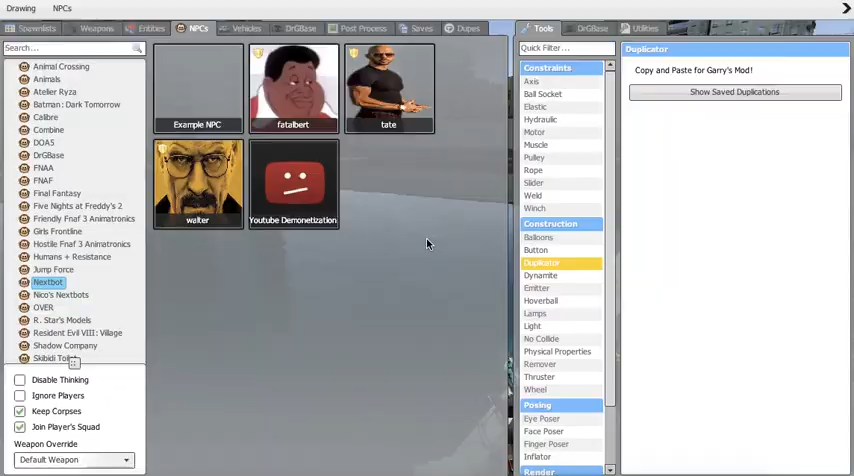 Drawing NPCs
Spawnlists Weapons Entities NPCs Vehicles DrGBase Post Process Saves Dupes
Search...
Animal Crossing
Animals
Atelier Ryza
Batman: Dark Tomorrow
Calibre
Combine
DOA5
DrGBase
FNAA
FNAF
Final Fantasy
Five Nights at Freddy's 2
Friendly Fnaf 3 Animatronics
Girls Frontline
Hostile Fnaf 3 Animatronics
Humans + Resistance
Jump Force
Nextbot
Nico's Nextbots
OVER
R. Star's Models
Resident Evil VIII: Village
Shadow Company
Skibidi
Disable Thinking
Ignore Players
Keep Corpses
Join Player's Squad
Weapon Override
Default Weapon
Example NPC
fatalbert
tate
walter
Youtube Demonetization
Tools DrGBase Utilities
Quick Filter...
Constraints
Axis
Ball Socket
Elastic
Hydraulic
Motor
Muscle
Pulley
Rope
Slider
Weld
Winch
Construction
Balloons
Button
Duplicator
Dynamite
Emitter
Hoverball
Lamps
Light
No Collide
Physical Properties
Remover
Thruster
Wheel
Posing
Eye Poser
Face Poser
Finger Poser
Inflator
Render
Duplicator
Copy and Paste for Garry's Mod!
Show Saved Duplications